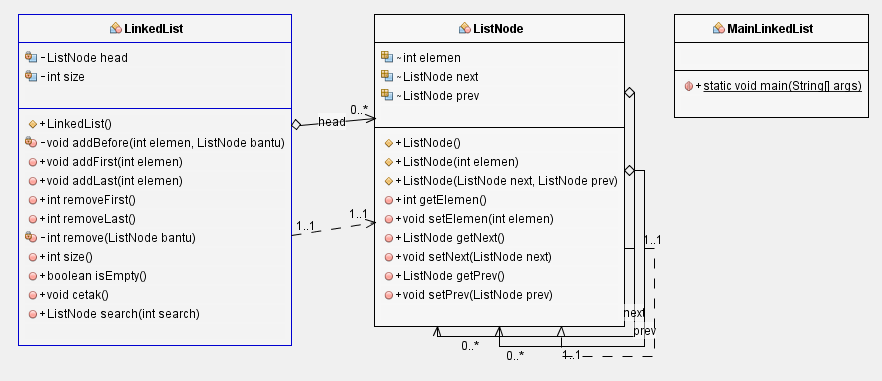 LinkedList
- ListNode head
- int size
+ LinkedList()
- void addBefore(int elemen, ListNode bantu)
+ void addFirst(int elemen)
+ void addLast(int elemen)
+ int removeFirst()
+ int removeLast()
- int remove(ListNode bantu)
+ int size()
+ boolean isEmpty()
+ void cetak()
+ ListNode search(int search)
0..*
head
1..1
1..1
ListNode
~ int elemen
~ ListNode next
~ ListNode prev
+ ListNode()
+ ListNode(int elemen)
+ ListNode(ListNode next, ListNode prev)
+ int getElemen()
+ void setElemen(int elemen)
+ ListNode getNext()
+ void setNext(ListNode next)
+ ListNode getPrev()
+ void setPrev(ListNode prev)
1..1
next
prev
0..*
0..*
1..1
MainLinkedList
+ static void main(String[] args)